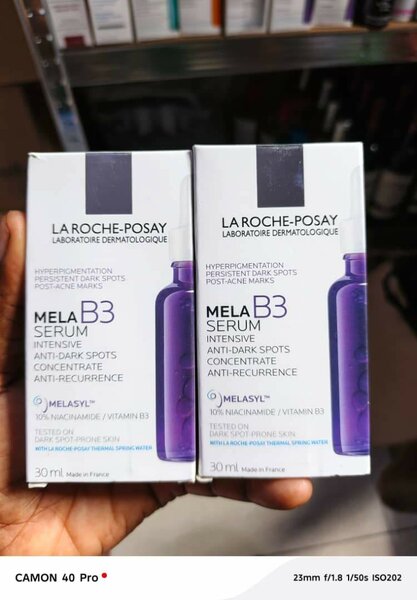 LA ROCHE-POSAY
LABORATOIRE DERMATOLOGIQUE
HYPERPIGMENTATION
PERSISTENT DARK SPOTS
POST-ACNE MARKS
MELA B3
SERUM
INTENSIVE
ANTI-DARK SPOTS
CONCENTRATE
ANTI-RECURRENCE
MELASYL™
10% NIACINAMIDE / VITAMIN B3
TESTED ON
DARK SPOT-PRONE SKIN
WITH LA ROCHE-POSAY THERMAL SPRING WATER
30 ml Made in France
LA ROCHE-POSAY
LABORATOIRE DERMATOLOGIQUE
HYPERPIGMENTATION
PERSISTENT DARK SPOTS
POST-ACNE MARKS
MELA B3
SERUM
INTENSIVE
ANTI-DARK SPOTS
CONCENTRATE
ANTI-RECURRENCE
MELASYL™
10% NIACINAMIDE / VITAMIN B3
TESTED ON
DARK SPOT-PRONE SKIN
WITH LA ROCHE-POSAY THERMAL SPRING WATER
30 ml Made in France
CAMON 40 Pro
23mm f/1.8 1/50s ISO202